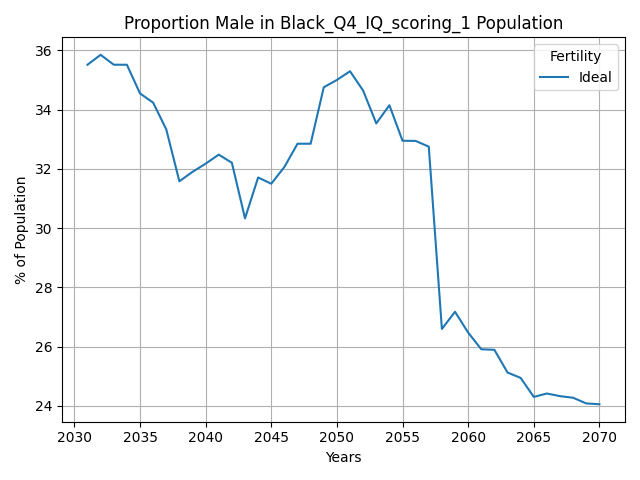 Proportion Male in Black_Q4_IQ_scoring_1 Population
Fertility
Ideal
% of Population
36
34
32
30
28
26
24
2030 2035 2040 2045 2050 2055 2060 2065 2070
Years